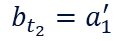 b_{t_2} = a'_1